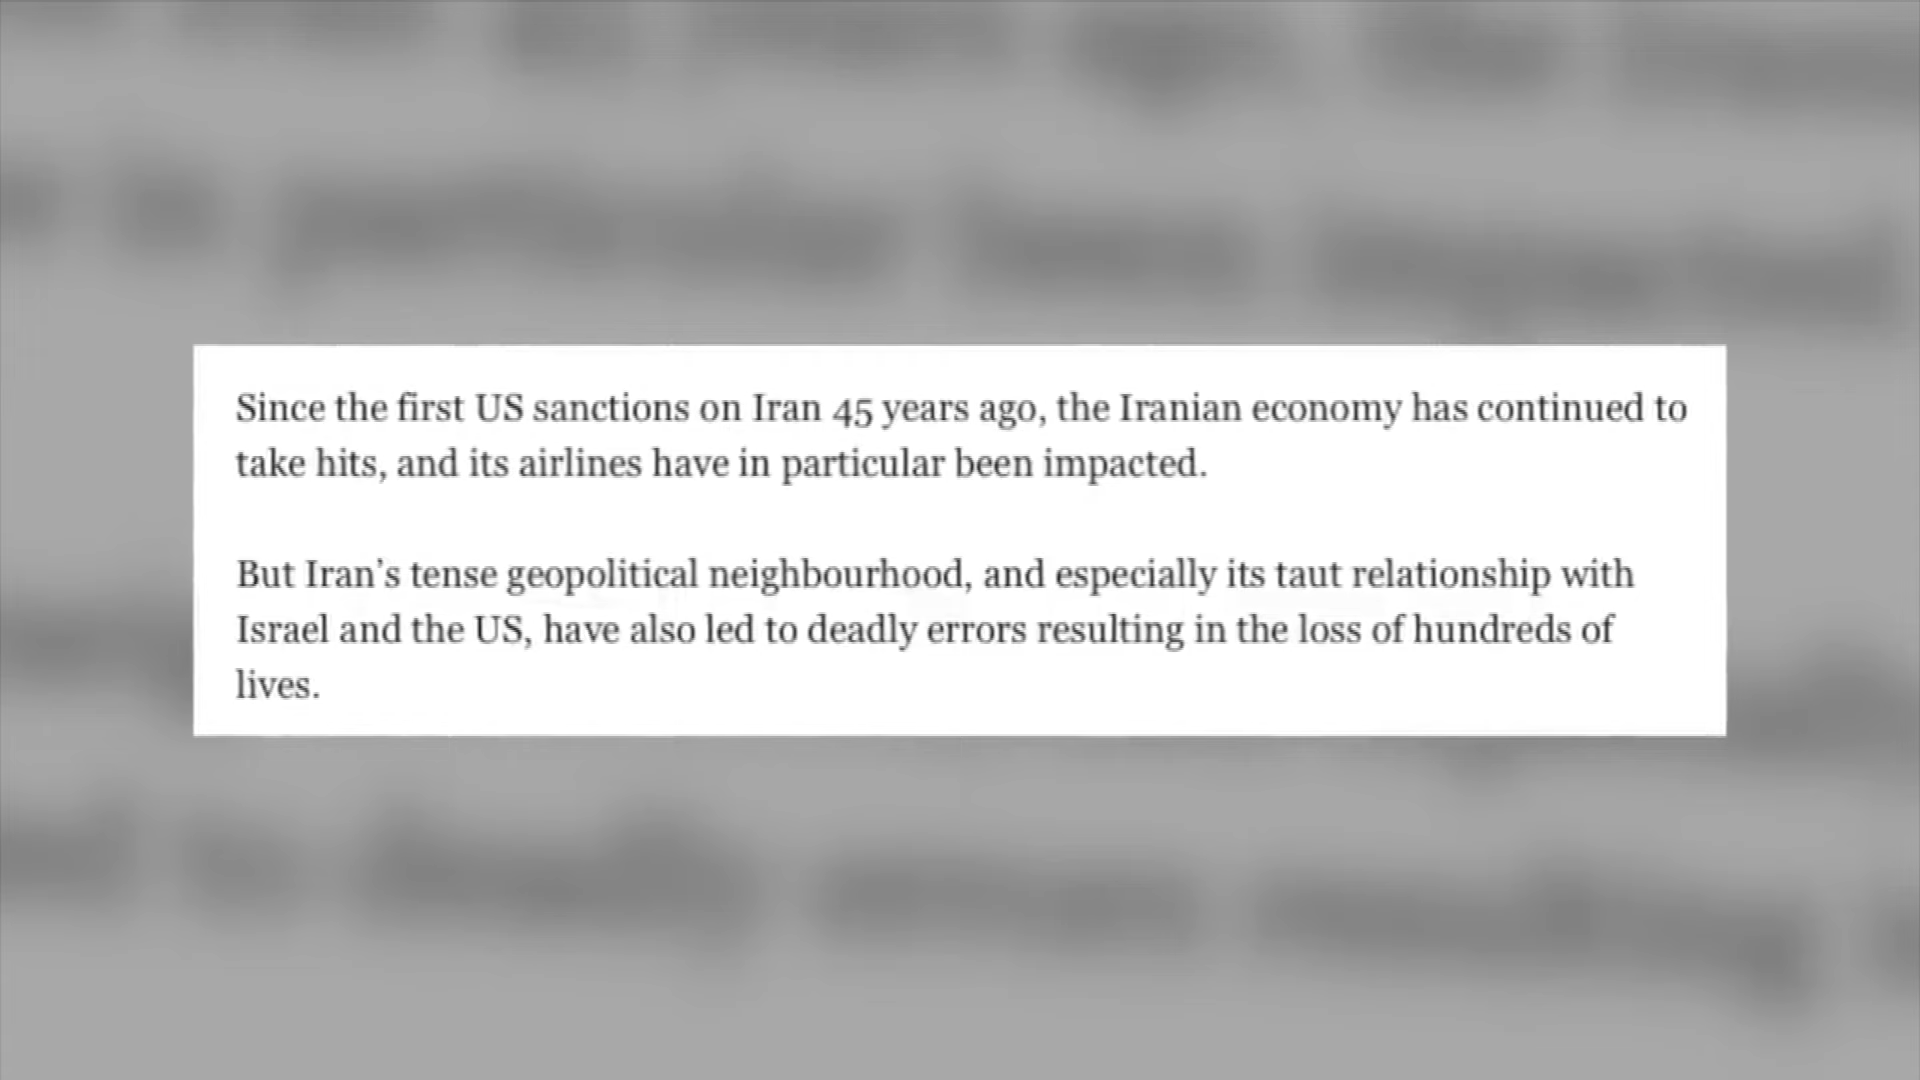 Since the first US sanctions on Iran 45 years ago, the Iranian economy has continued to
take hits, and its airlines have in particular been impacted.
But Iran’s tense geopolitical neighbourhood, and especially its taut relationship with
Israel and the US, have also led to deadly errors resulting in the loss of hundreds of
lives.